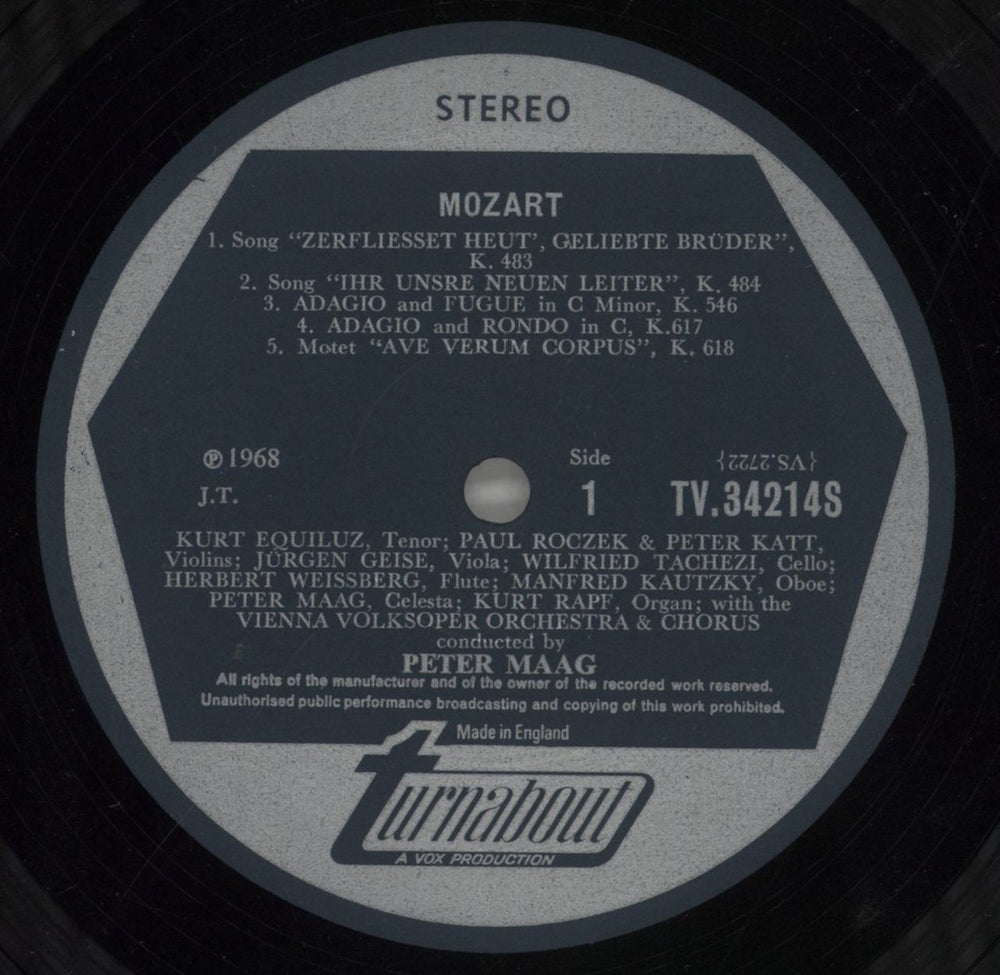 STEREO
MOZART
1. Song “ZERFLIESSET HEUT’, GELIEBTE BRÜDER”,
K. 483
2. Song “IHR UNSRE NEUEN LEITER”, K. 484
3. ADAGIO and FUGUE in C Minor, K. 546
4. ADAGIO and RONDO in C, K.617
5. Motet “AVE VERUM CORPUS”, K. 618
℗ 1968
J.T.
Side
1
{VS.2722}
TV.34214S
KURT EQUILUZ, Tenor; PAUL ROCZEK & PETER KATT,
Violins; JÜRGEN GEISE, Viola; WILFRIED TACHEZI, Cello;
HERBERT WEISSBERG, Flute; MANFRED KAUTZKY, Oboe;
PETER MAAG, Celesta; KURT RAPF, Organ; with the
VIENNA VOLKSOPER ORCHESTRA & CHORUS
conducted by
PETER MAAG
All rights of the manufacturer and of the owner of the recorded work reserved.
Unauthorised public performance broadcasting and copying of this work prohibited.
Made in England
turnabout
A VOX PRODUCTION